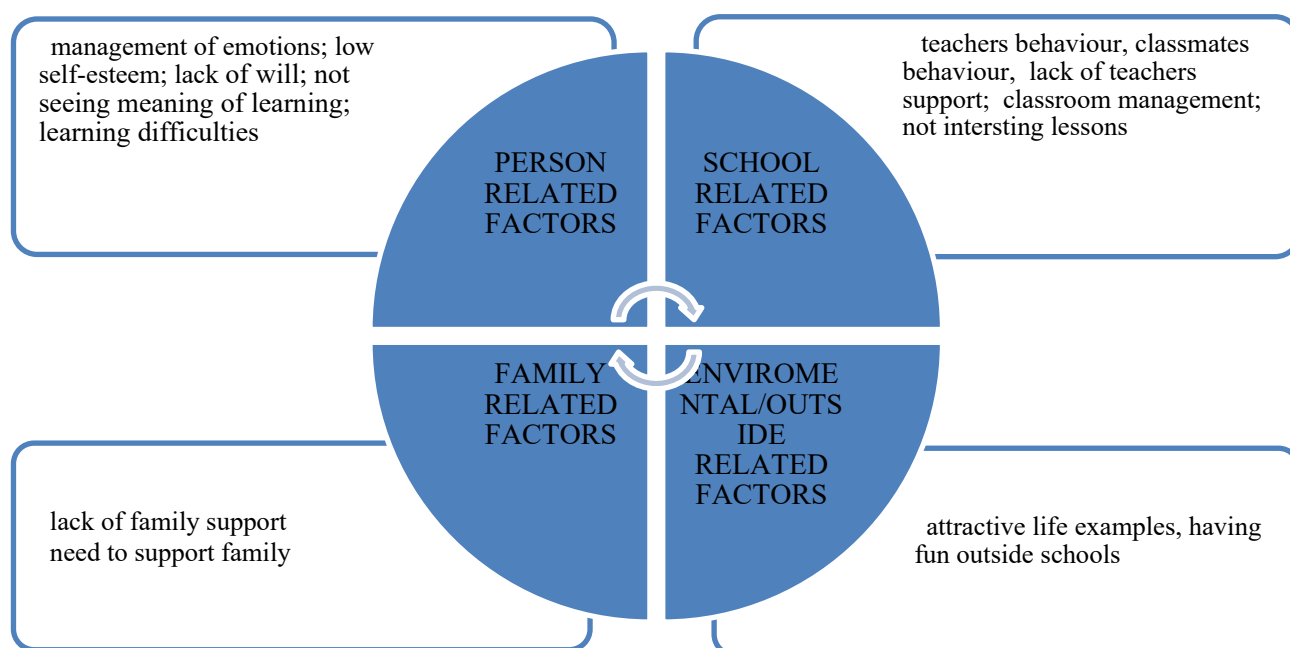 management of emotions; low
self-esteem; lack of will; not
seeing meaning of learning;
learning difficulties
teachers behaviour, classmates
behaviour, lack of teachers
support; classroom management;
not intersting lessons
PERSON
RELATED
FACTORS
SCHOOL
RELATED
FACTORS
FAMILY
RELATED
FACTORS
ENVIROME
NTAL/OUTS
IDE
RELATED
FACTORS
lack of family support
need to support family
attractive life examples, having
fun outside schools